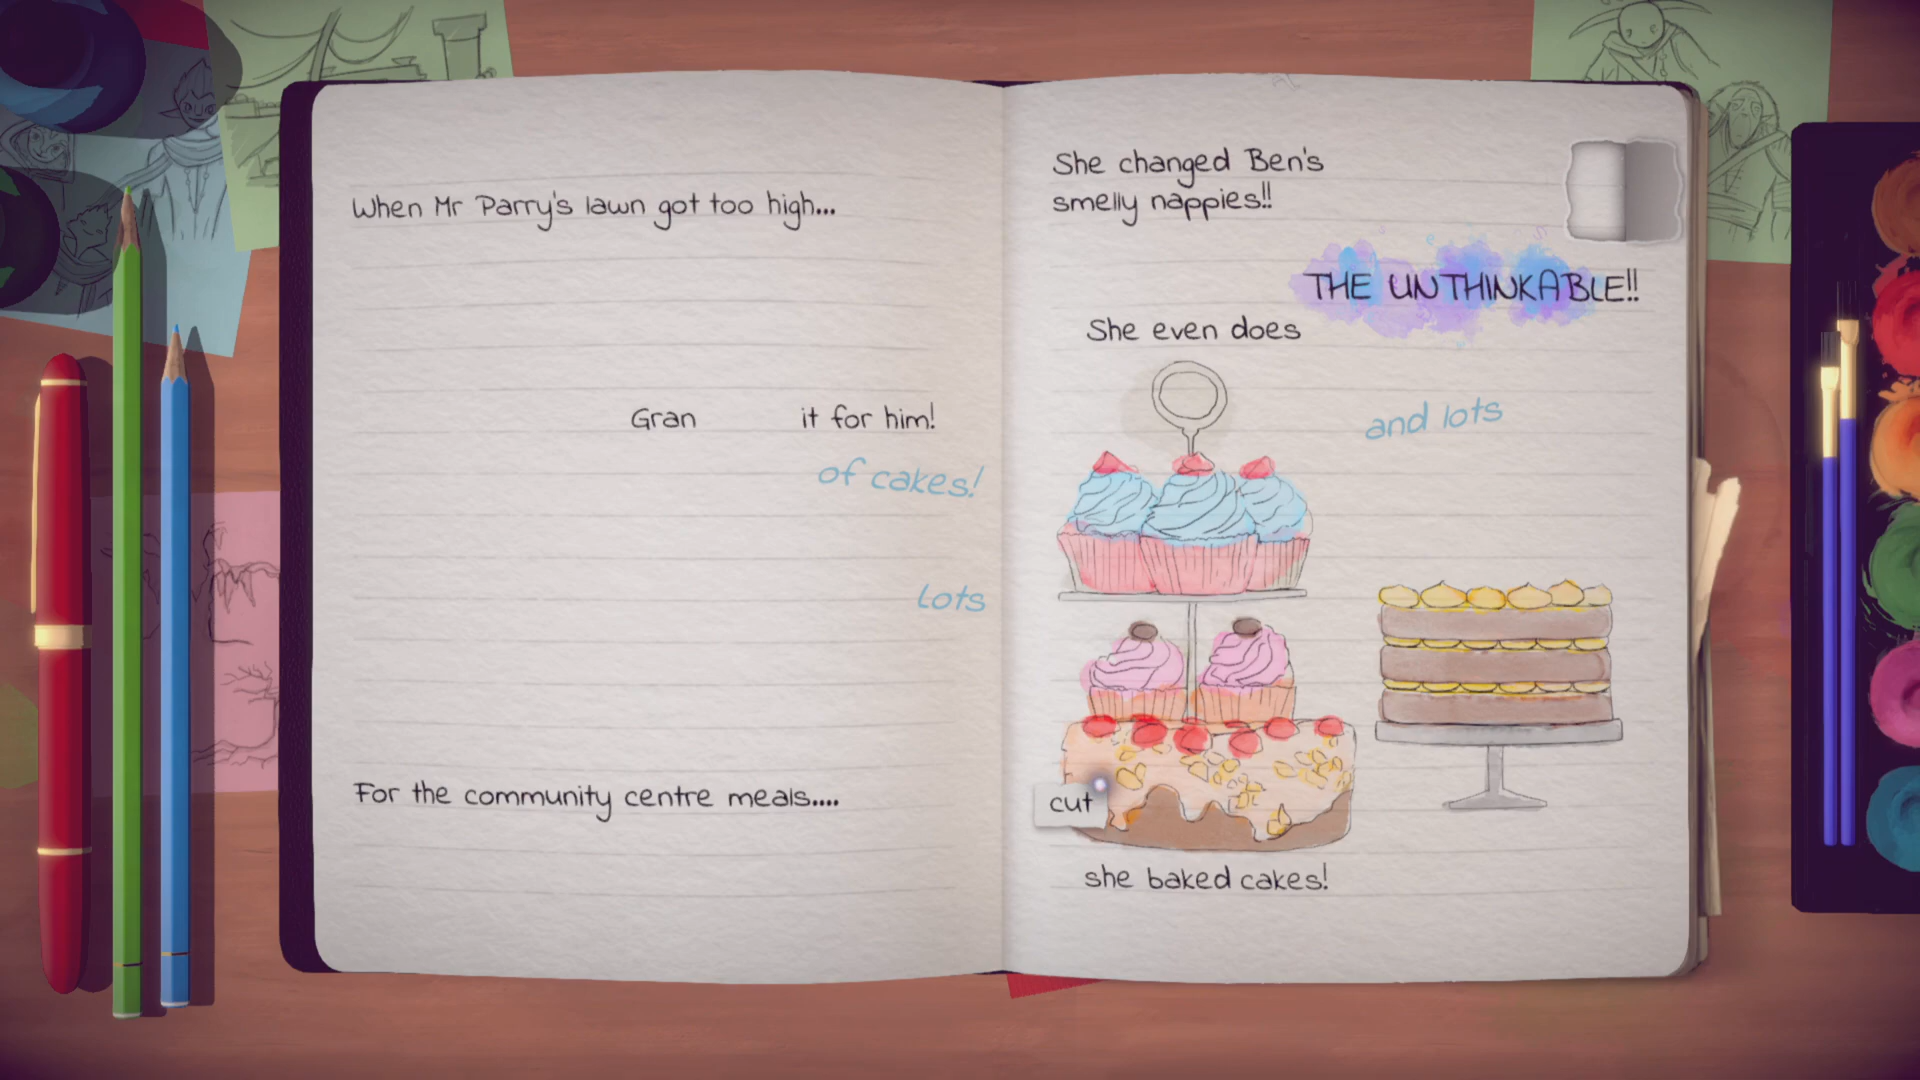 When Mr Parry's lawn got too high...
Gran it for him!
of cakes!
Lots
For the community centre meals....
She changed Ben's
smelly nappies!!
THE UNTHINKABLE!!
She even does
and lots
cut
she baked cakes!